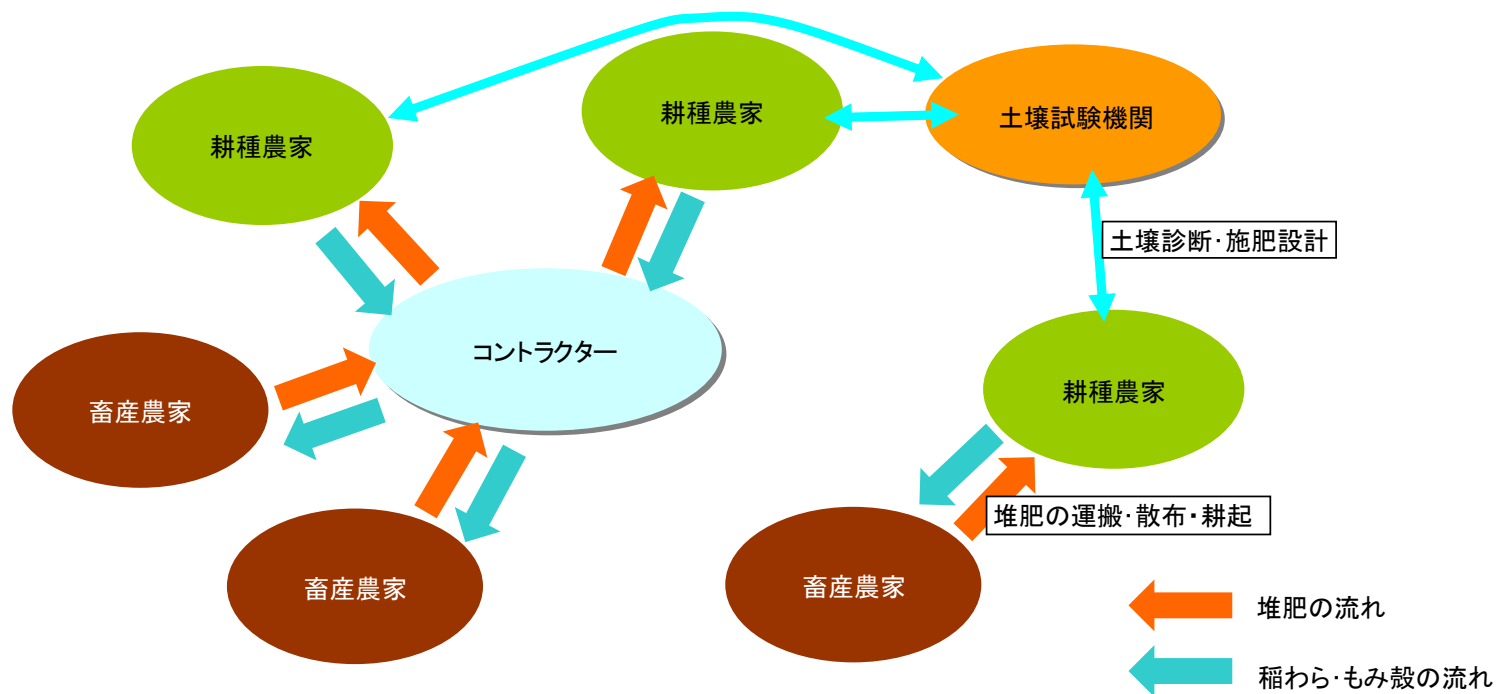 耕種農家
耕種農家
土壌試験機関
土壌診断・施肥設計
コントラクター
耕種農家
畜産農家
堆肥の運搬・散布・耕起
畜産農家
畜産農家
堆肥の流れ
稲わら・もみ殻の流れ